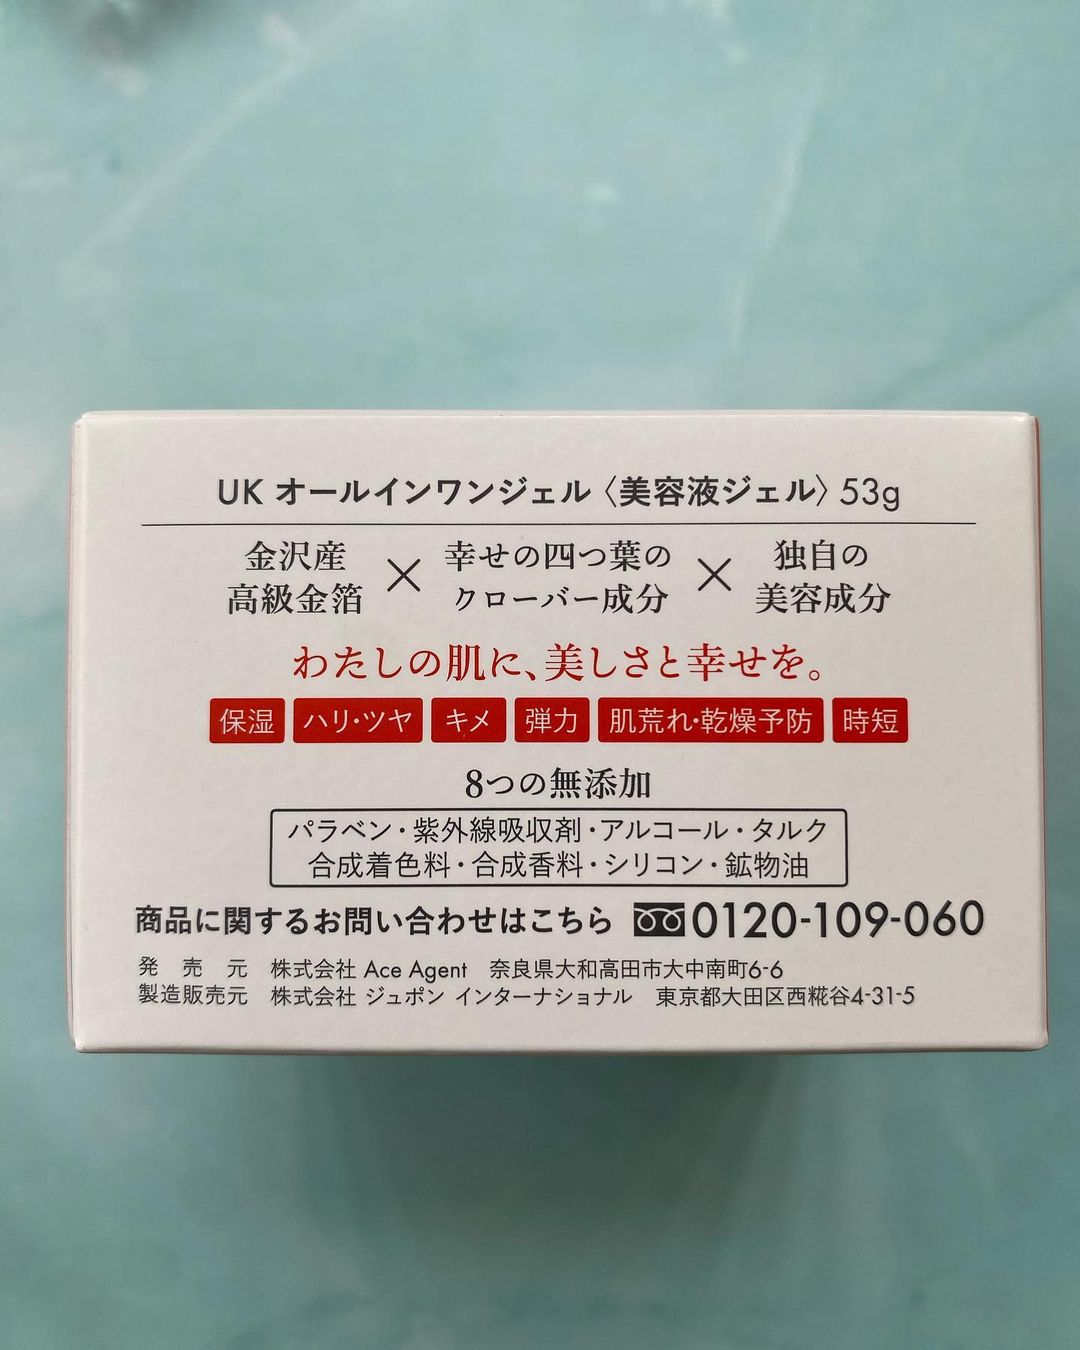 UK オールインワンジェル〈美容液ジェル〉53g
金沢産 高級金箔 × 幸せの四つ葉の クローバー成分 × 独自の 美容成分
わたしの肌に、美しさと幸せを。
保湿 ハリ・ツヤ キメ 弾力 肌荒れ・乾燥予防 時短
8つの無添加
パラベン・紫外線吸収剤・アルコール・タルク
合成着色料・合成香料・シリコン・鉱物油
商品に関するお問い合わせはこちら 0120-109-060
発売元 株式会社 Ace Agent 奈良県大和高田市大中南町6-6
製造販売元 株式会社 ジュポン インターナショナル 東京都大田区西糀谷4-31-5